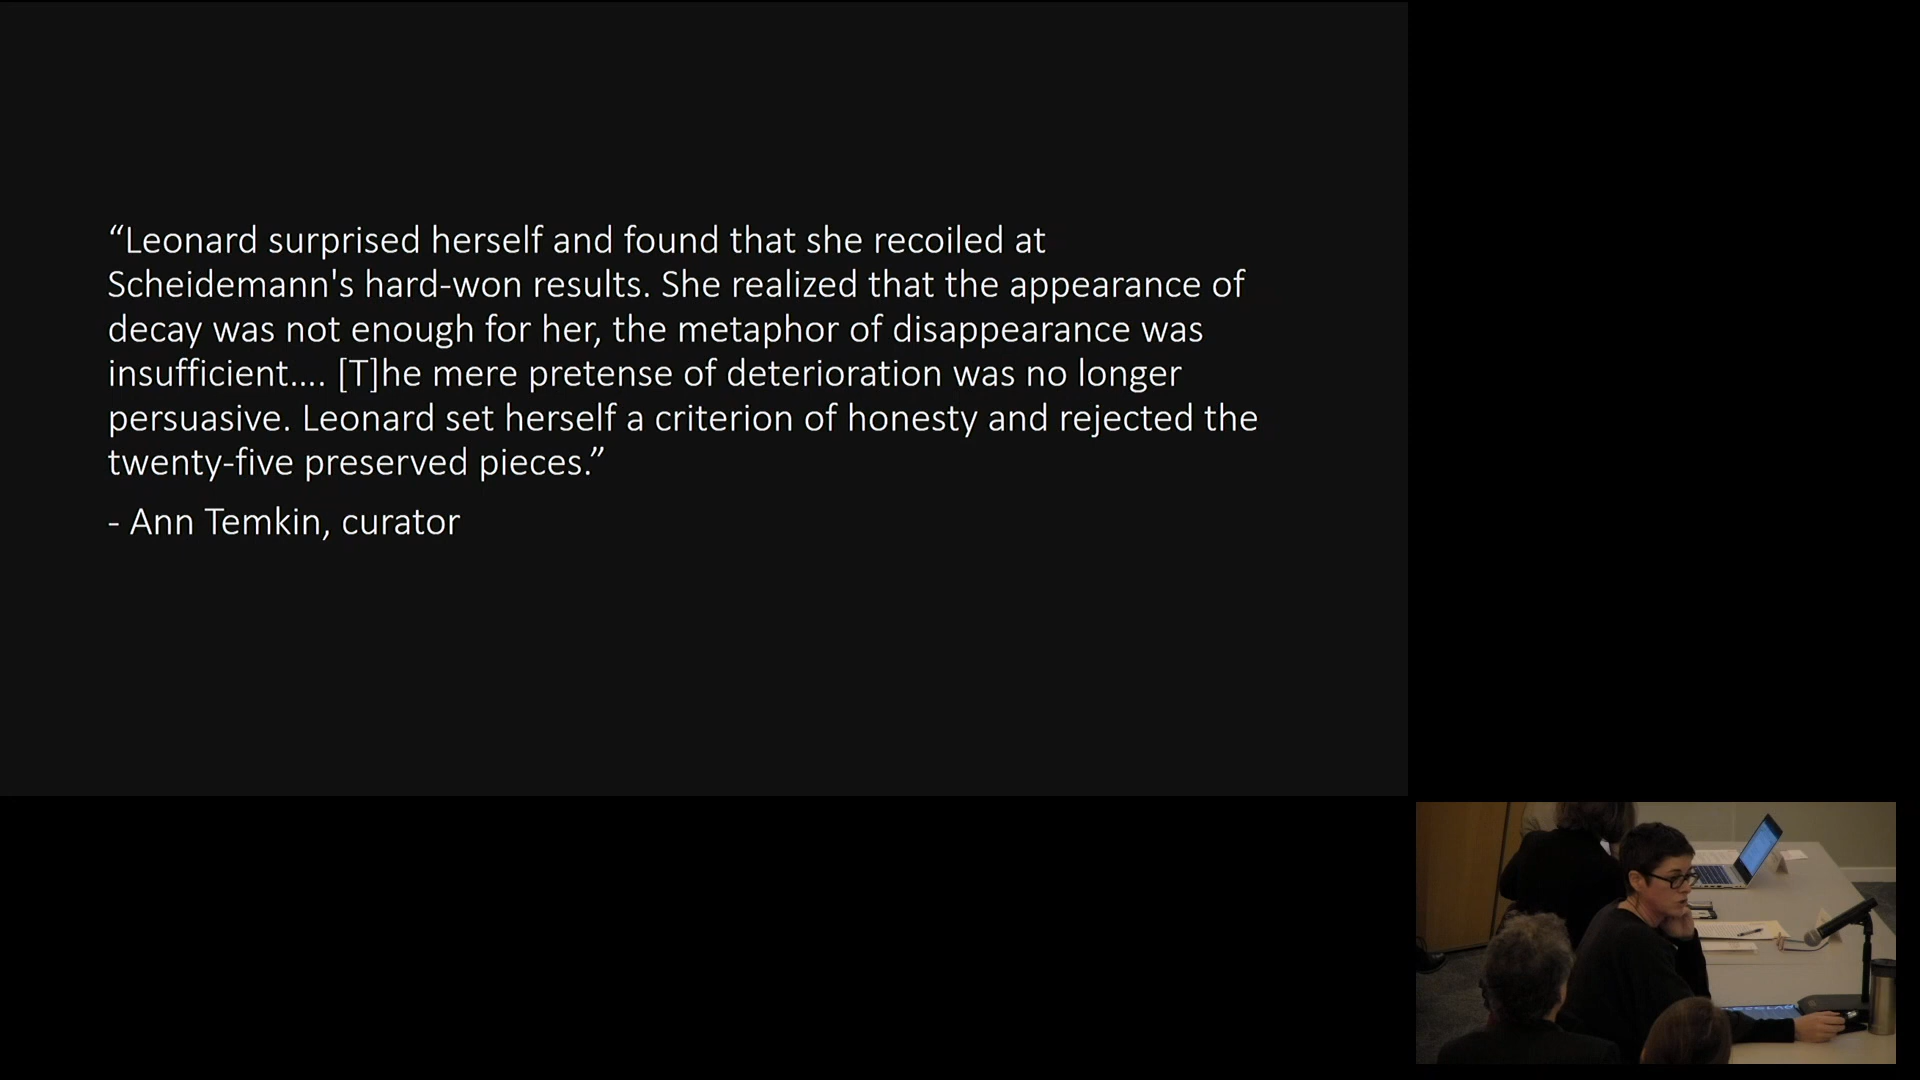 “Leonard surprised herself and found that she recoiled at
Scheidemann's hard-won results. She realized that the appearance of
decay was not enough for her, the metaphor of disappearance was
insufficient.... [T]he mere pretense of deterioration was no longer
persuasive. Leonard set herself a criterion of honesty and rejected the
twenty-five preserved pieces.”
- Ann Temkin, curator